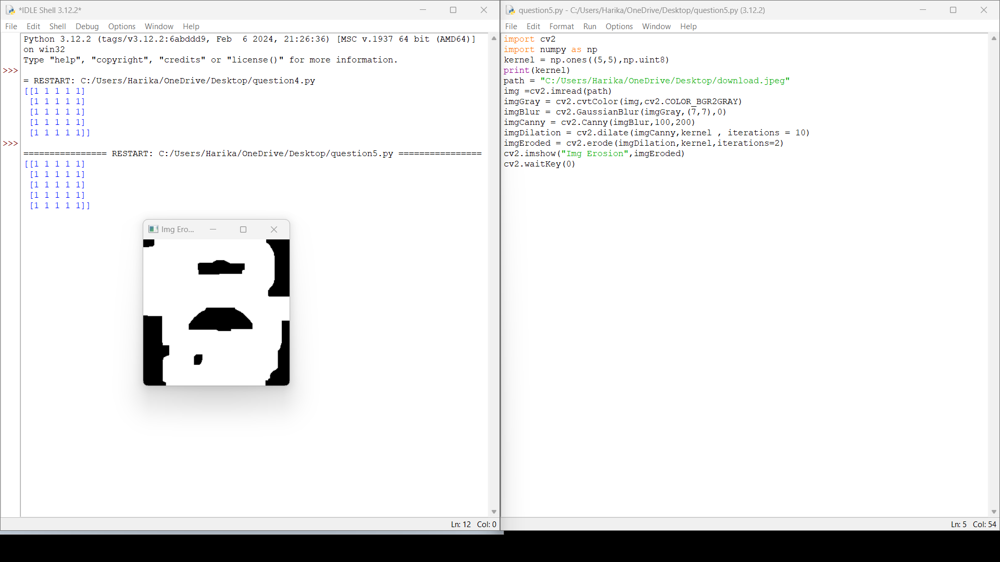 *IDLE Shell 3.12.2*
File Edit Shell Debug Options Window Help
Python 3.12.2 (tags/v3.12.2:6abddd9, Feb  6 2024, 21:26:36) [MSC v.1937 64 bit (AMD64)]
on win32
Type "help", "copyright", "credits" or "license()" for more information.
>>>
= RESTART: C:/Users/Harika/OneDrive/Desktop/question4.py
[[1 1 1 1 1]
 [1 1 1 1 1]
 [1 1 1 1 1]
 [1 1 1 1 1]
 [1 1 1 1 1]]
>>>
================ RESTART: C:/Users/Harika/OneDrive/Desktop/question5.py ================
[[1 1 1 1 1]
 [1 1 1 1 1]
 [1 1 1 1 1]
 [1 1 1 1 1]
 [1 1 1 1 1]]
Img Ero...
Ln: 12 Col: 0
question5.py - C:/Users/Harika/OneDrive/Desktop/question5.py (3.12.2)
File Edit Format Run Options Window Help
import cv2
import numpy as np
kernel = np.ones((5,5),np.uint8)
print(kernel)
path = "C:/Users/Harika/OneDrive/Desktop/download.jpeg"
img =cv2.imread(path)
imgGray = cv2.cvtColor(img,cv2.COLOR_BGR2GRAY)
imgBlur = cv2.GaussianBlur(imgGray,(7,7),0)
imgCanny = cv2.Canny(imgBlur,100,200)
imgDilation = cv2.dilate(imgCanny,kernel , iterations = 10)
imgEroded = cv2.erode(imgDilation,kernel,iterations=2)
cv2.imshow("Img Erosion",imgEroded)
cv2.waitKey(0)
Ln: 5 Col: 54